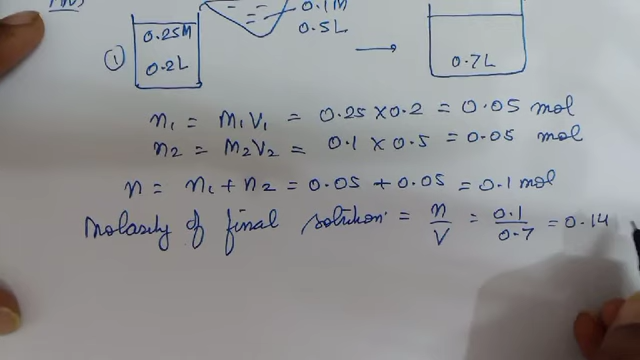 Ans
0.1M
0.25M
0.5L
① 0.2L
0.7L
n₁ = M₁V₁ = 0.25 × 0.2 = 0.05 mol
n₂ = M₂V₂ = 0.1 × 0.5 = 0.05 mol
n = n₁ + n₂ = 0.05 + 0.05 = 0.1 mol
Molarity of final solution = n/V = 0.1/0.7 = 0.14